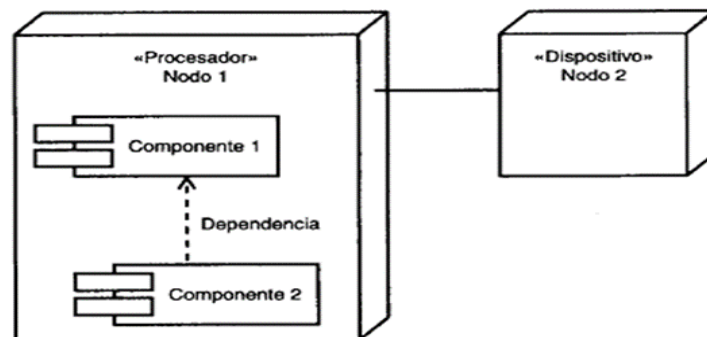 «Procesador»
Nodo 1
Componente 1
Dependencia
Componente 2
«Dispositivo»
Nodo 2